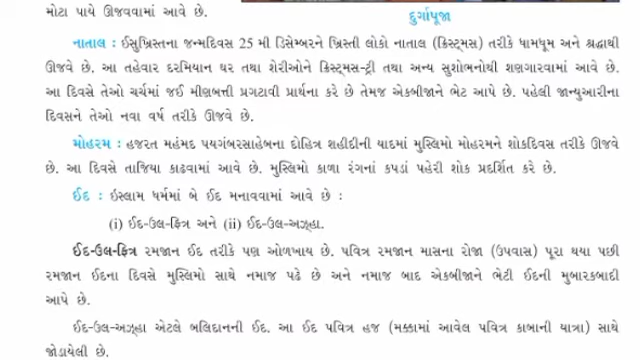 મોટા પાયે ઊજવવામાં આવે છે.
દુર્ગાપૂજા
નાતાલ : ઈસુખ્રિસ્તના જન્મદિવસ 25 મી ડિસેમ્બરને ખ્રિસ્તી લોકો નાતાલ (ક્રિસ્ટ્મસ) તરીકે ધામધૂમ અને શ્રદ્ધાથી
ઊજવે છે. આ તહેવાર દરમિયાન ઘર તથા શેરીઓને ક્રિસ્ટ્મસ-ટ્રી તથા અન્ય સુશોભનોથી શણગારવામાં આવે છે.
આ દિવસે તેઓ ચર્ચમાં જઈ મીણબત્તી પ્રગટાવી પ્રાર્થના કરે છે તેમજ એકબીજાને ભેટ આપે છે. પહેલી જાન્યુઆરીના
દિવસને તેઓ નવા વર્ષ તરીકે ઊજવે છે.
મોહરમ : હજરત મહંમદ પયગંબરસાહેબના દોહિત્ર શહીદીની યાદમાં મુસ્લિમો મોહરમને શોકદિવસ તરીકે ઊજવે
છે. આ દિવસે તાજિયા કાઢવામાં આવે છે. મુસ્લિમો કાળા રંગનાં કપડાં પહેરી શોક પ્રદર્શિત કરે છે.
ઈદ : ઇસ્લામ ધર્મમાં બે ઈદ મનાવવામાં આવે છે :
(i) ઈદ-ઉલ-ફિત્ર અને (ii) ઈદ-ઉલ-અઝ્હા.
ઈદ-ઉલ-ફિત્ર રમજાન ઈદ તરીકે પણ ઓળખાય છે. પવિત્ર રમજાન માસના રોજા (ઉપવાસ) પૂરા થયા પછી
રમજાન ઈદના દિવસે મુસ્લિમો સાથે નમાજ પઢે છે અને નમાજ બાદ એકબીજાને ભેટી ઈદની મુબારકબાદી
આપે છે.
ઈદ-ઉલ-અઝ્હા એટલે બલિદાનની ઈદ. આ ઈદ પવિત્ર હજ (મક્કામાં આવેલ પવિત્ર કાબાની યાત્રા) સાથે
જોડાયેલી છે.